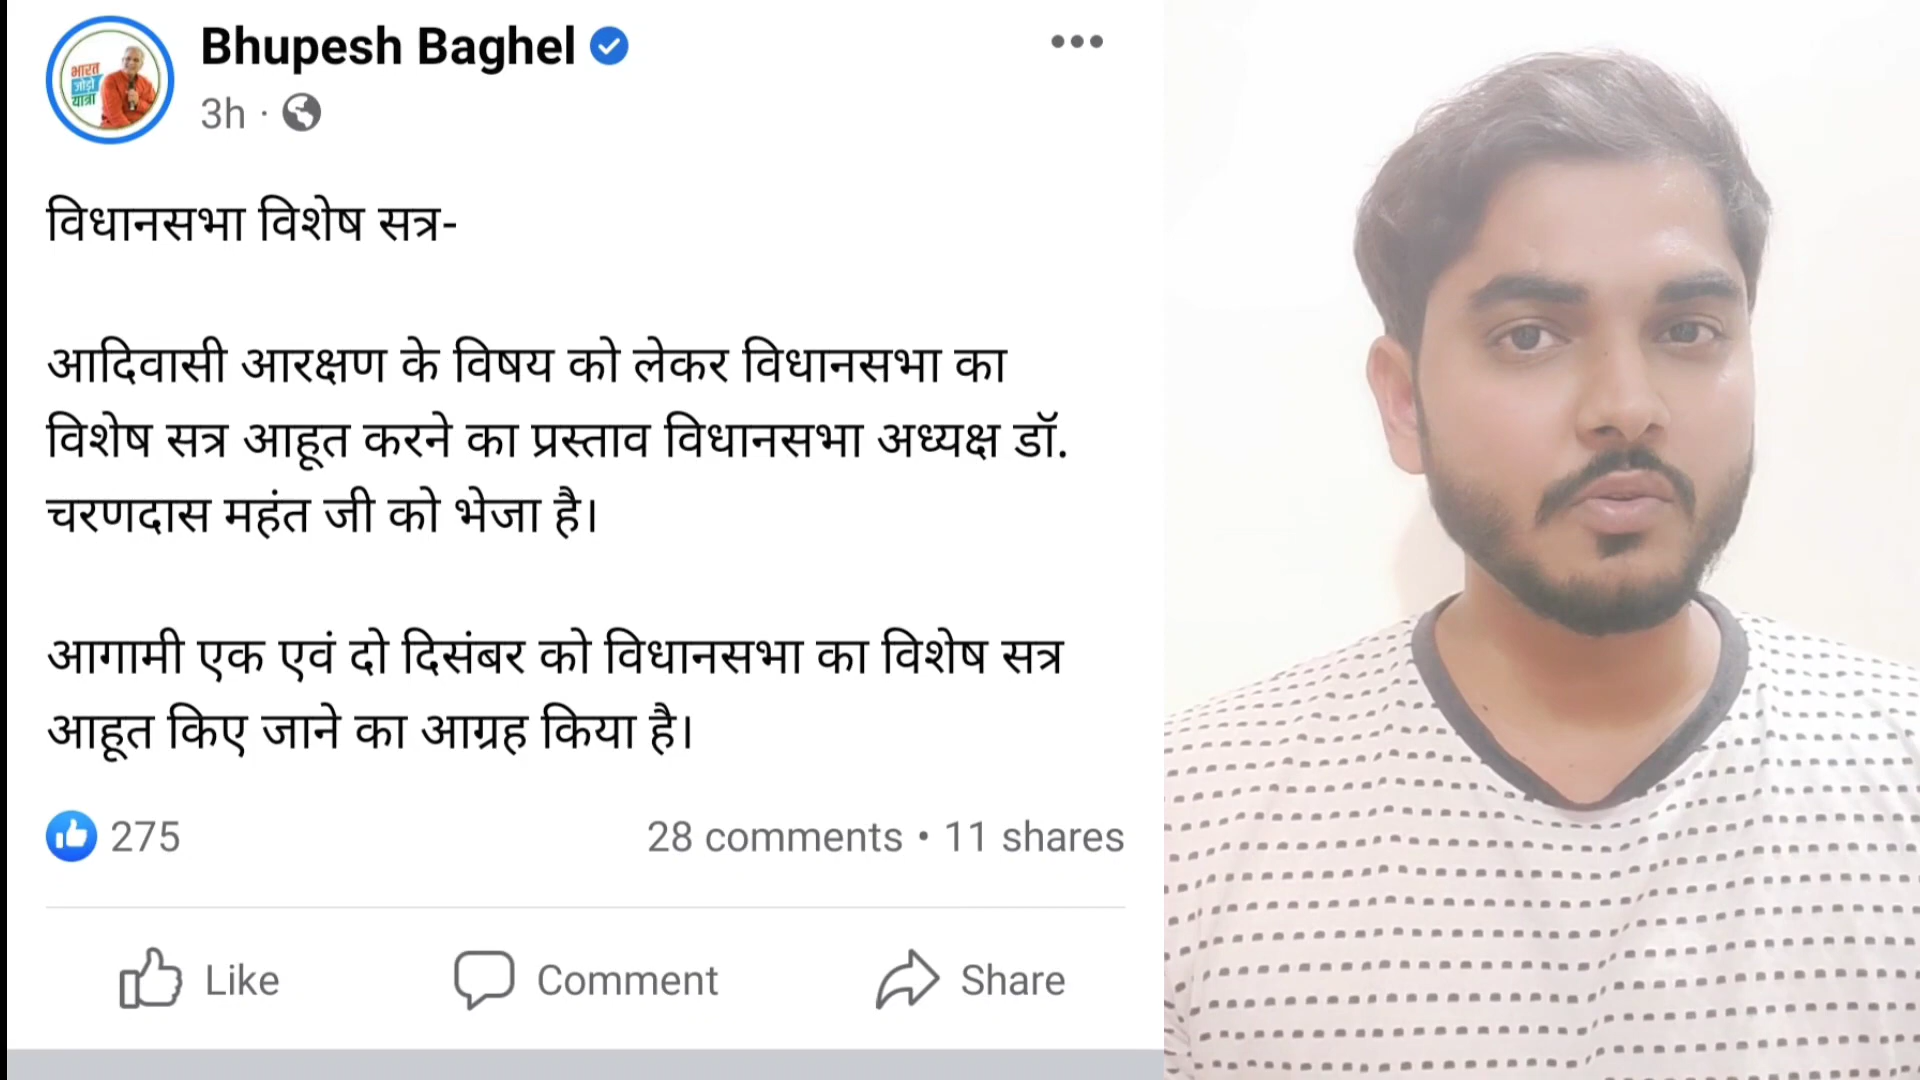 Bhupesh Baghel
भारत
जोड़ो
यात्रा
3h ·
विधानसभा विशेष सत्र-
आदिवासी आरक्षण के विषय को लेकर विधानसभा का
विशेष सत्र आहूत करने का प्रस्ताव विधानसभा अध्यक्ष डॉ.
चरणदास महंत जी को भेजा है।
आगामी एक एवं दो दिसंबर को विधानसभा का विशेष सत्र
आहूत किए जाने का आग्रह किया है।
275
28 comments • 11 shares
Like Comment Share